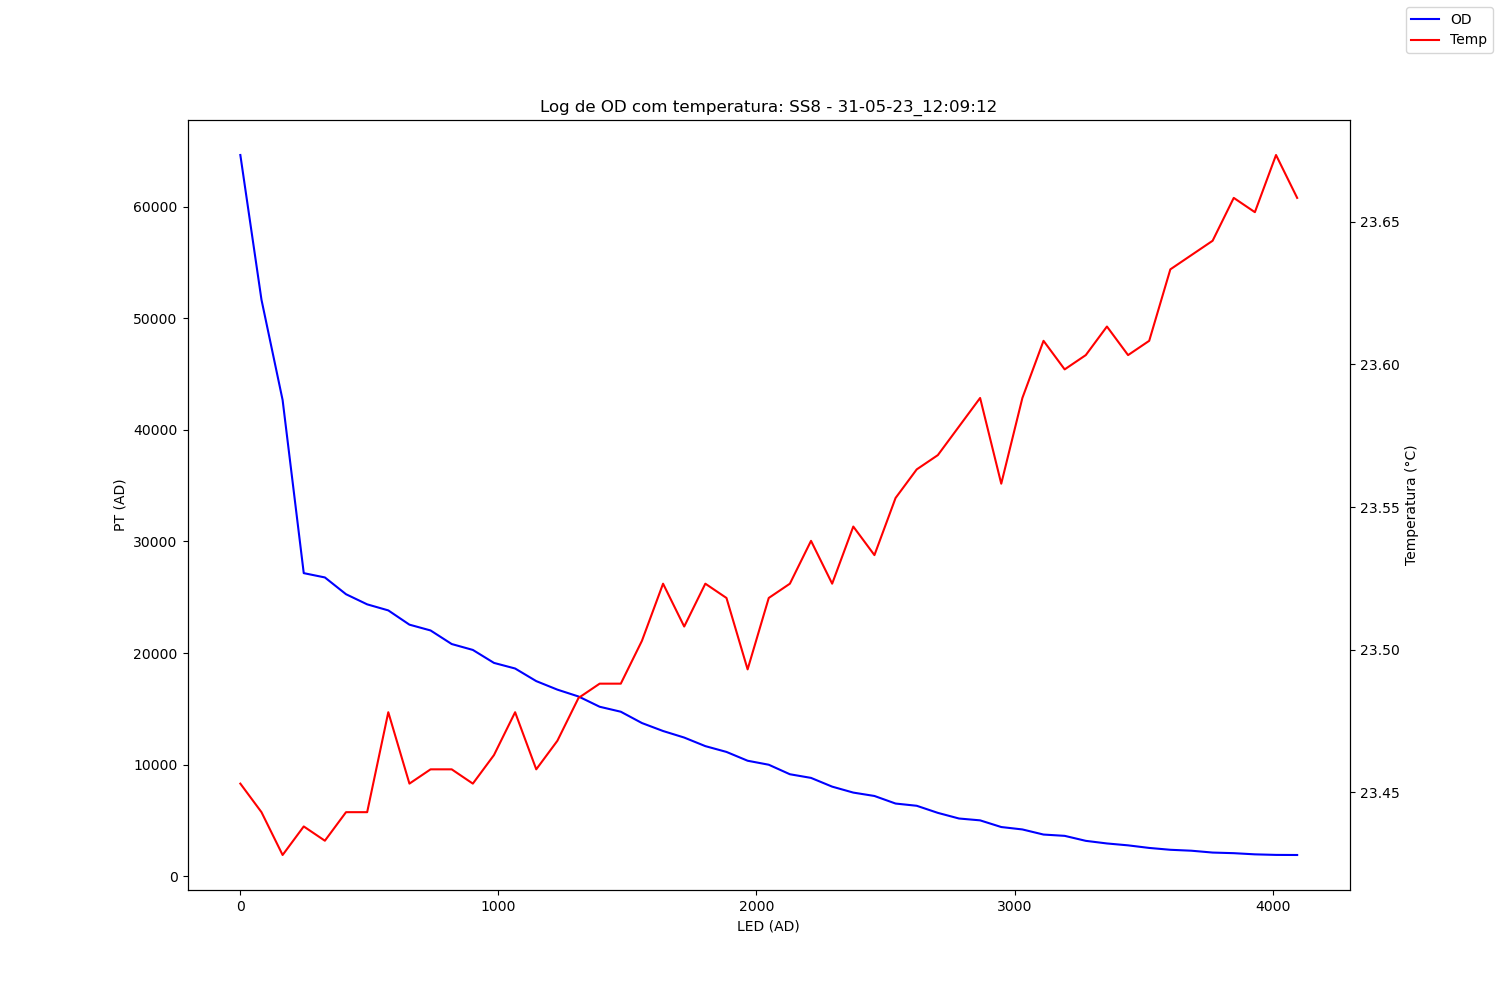 OD
Temp
Log de OD com temperatura: SS8 - 31-05-23_12:09:12
60000
50000
40000
30000
20000
10000
0
PT (AD)
23.65
23.60
23.55
23.50
23.45
Temperatura (°C)
0 1000 2000 3000 4000
LED (AD)